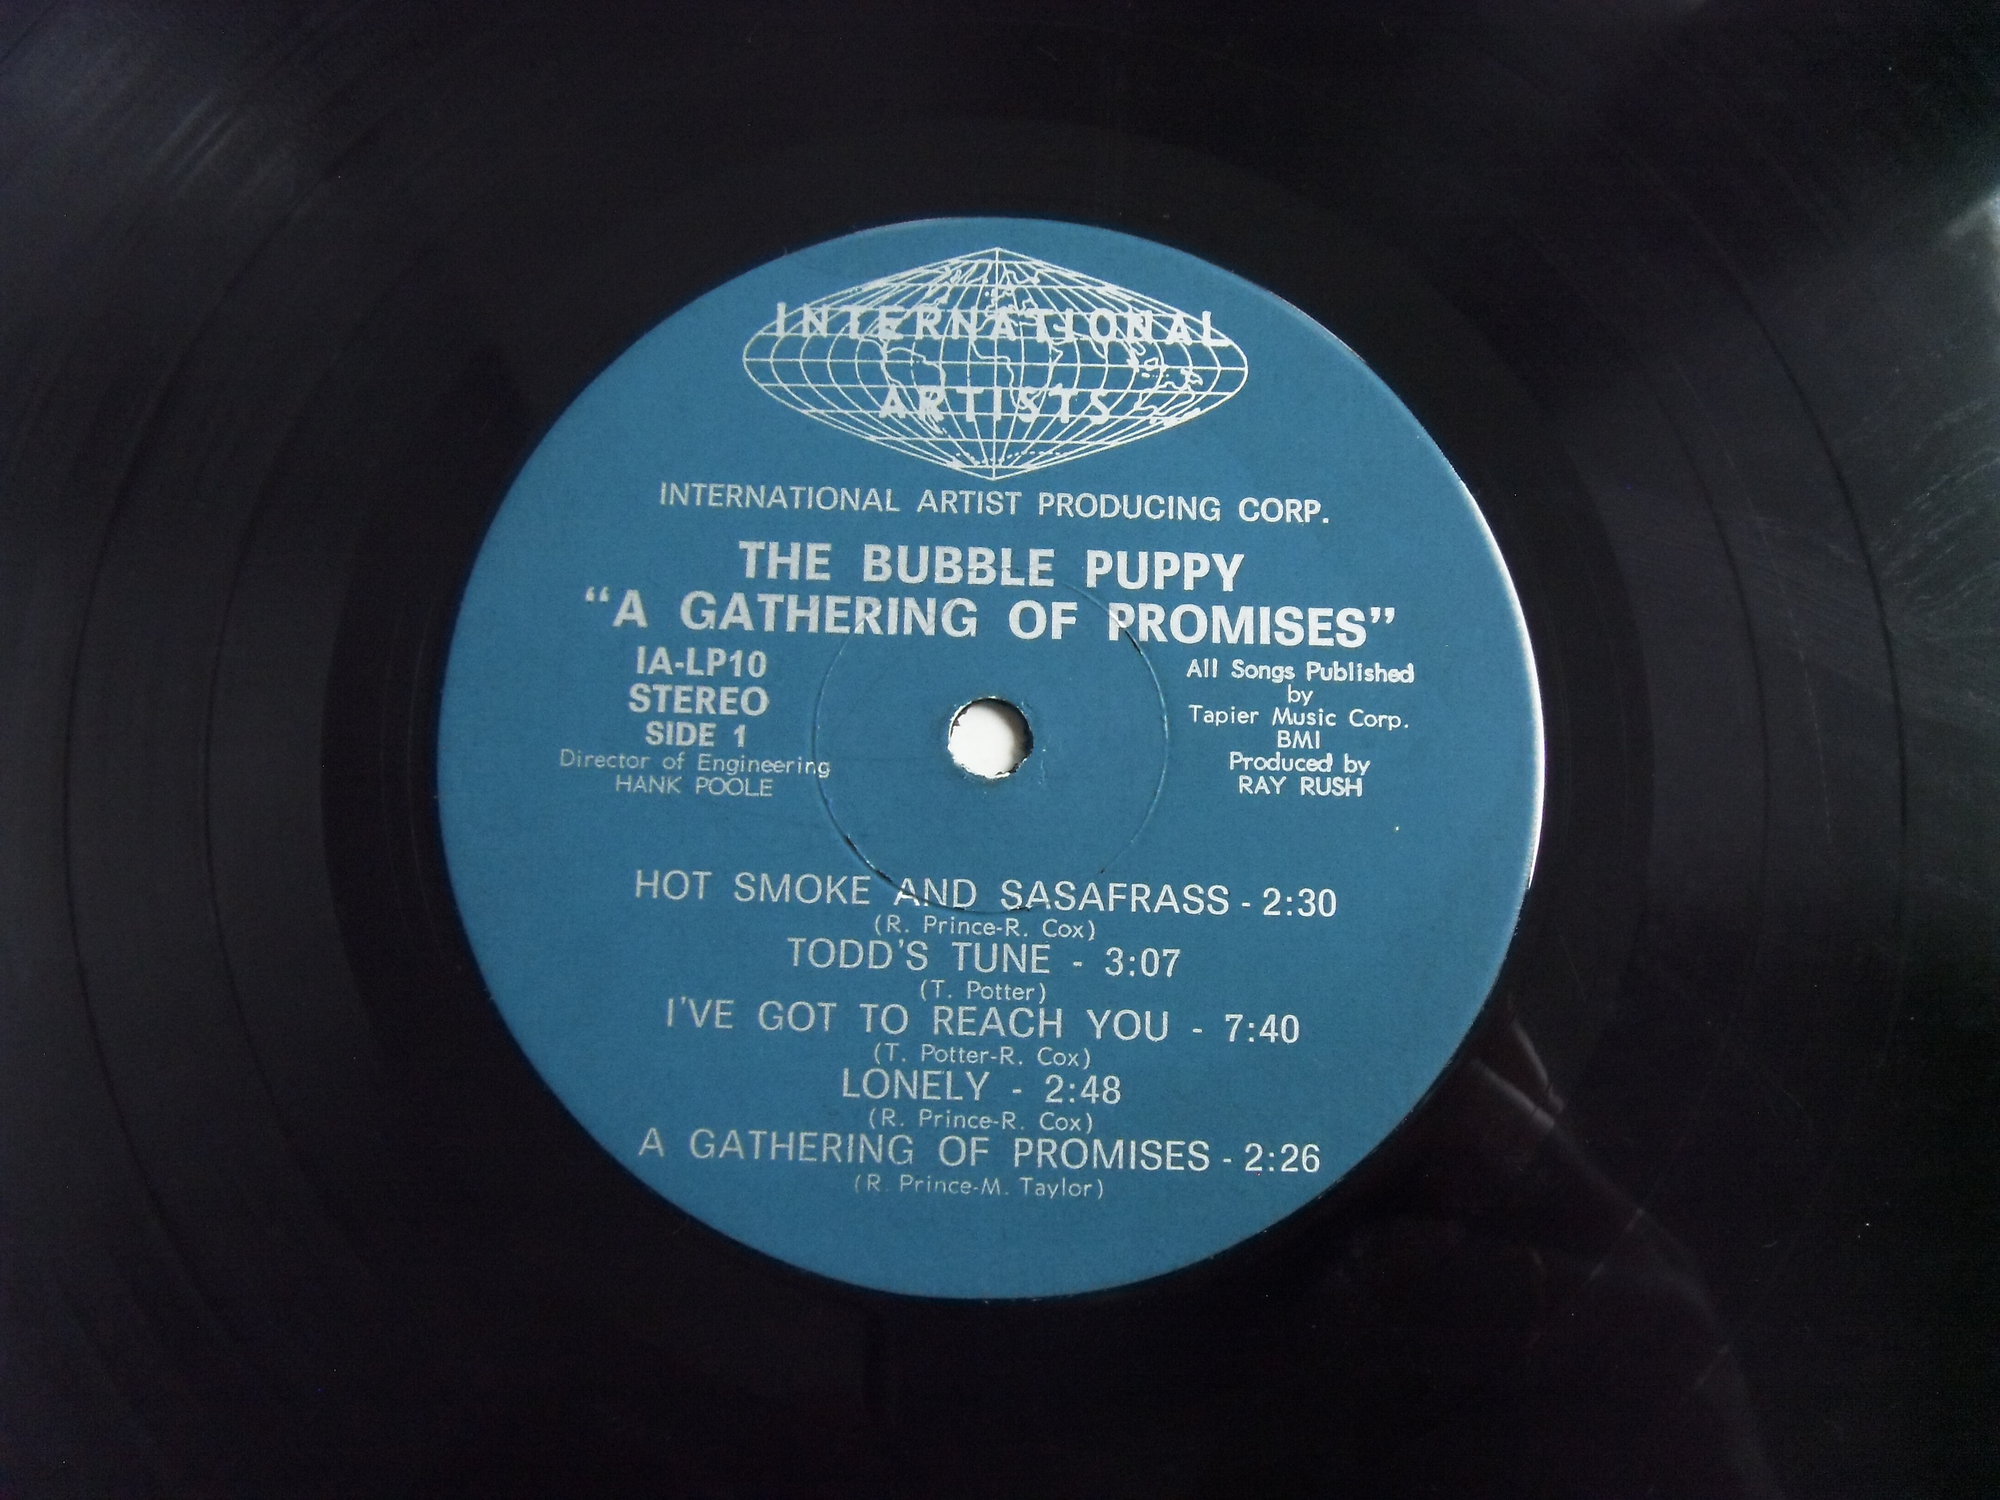 INTERNATIONAL
ARTISTS
INTERNATIONAL ARTIST PRODUCING CORP.
THE BUBBLE PUPPY
"A GATHERING OF PROMISES"
IA-LP10
STEREO
SIDE 1
Director of Engineering
HANK POOLE
All Songs Published
by
Tapier Music Corp.
BMI
Produced by
RAY RUSH
HOT SMOKE AND SASAFRASS - 2:30
(R. Prince-R. Cox)
TODD'S TUNE - 3:07
(T. Potter)
I'VE GOT TO REACH YOU - 7:40
(T. Potter-R. Cox)
LONELY - 2:48
(R. Prince-R. Cox)
A GATHERING OF PROMISES - 2:26
(R. Prince-M. Taylor)